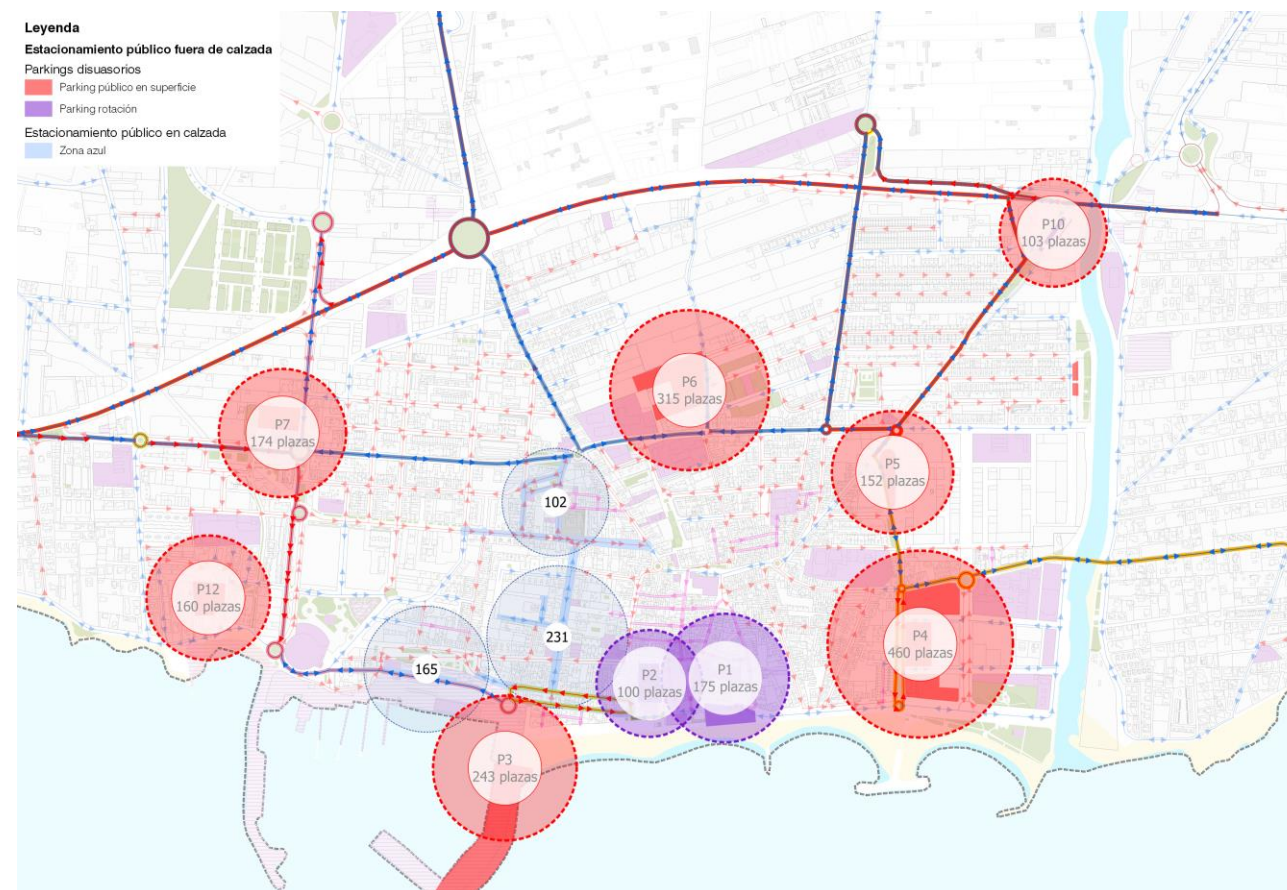 Leyenda
Estacionamiento público fuera de calzada
Parkings disuasorios
Parking público en superficie
Parking rotación
Estacionamiento público en calzada
Zona azul
P10
103 plazas
P6
315 plazas
P7
174 plazas
P5
152 plazas
102
P12
160 plazas
231
P4
460 plazas
165
P2
100 plazas
P1
175 plazas
P3
243 plazas